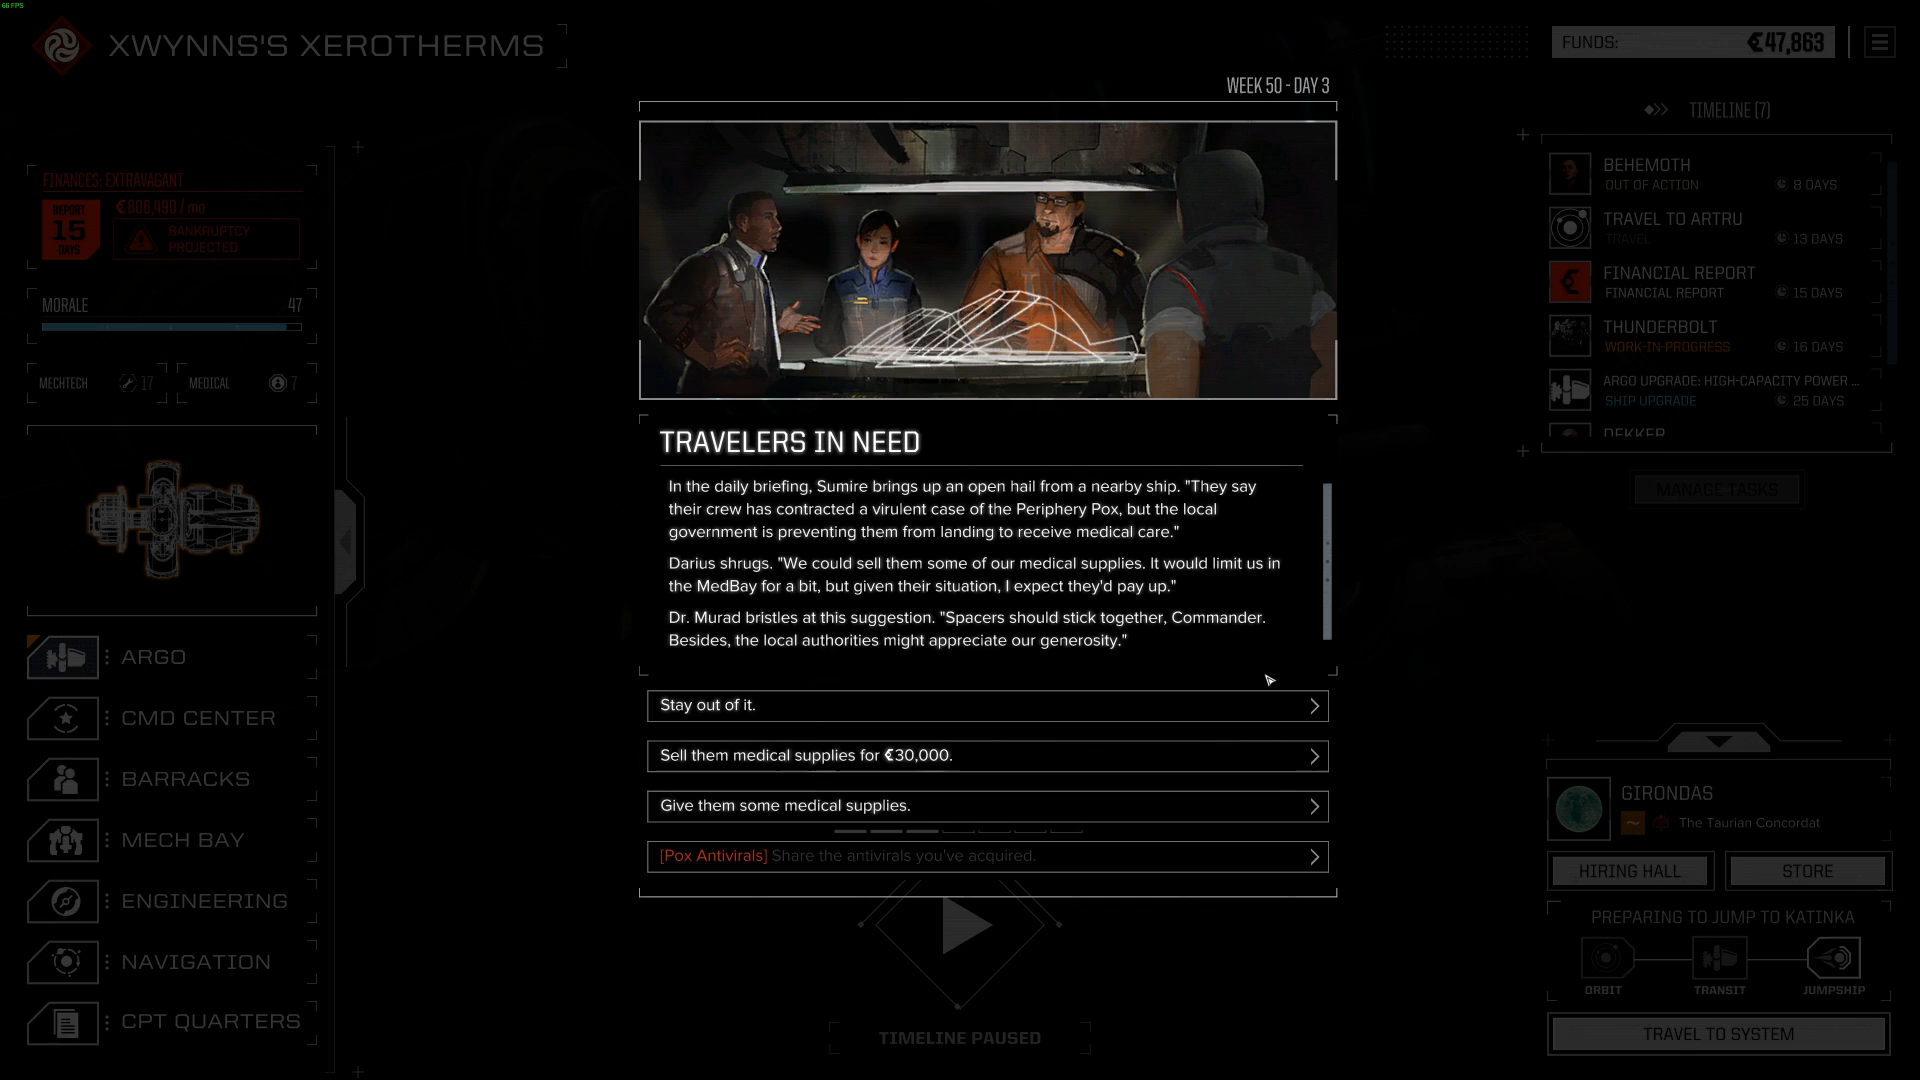 66 FPS
XWYNNS'S XEROTHERMS
FUNDS: 47,863
WEEK 50 - DAY 3
TIMELINE (7)
FINANCES: EXTRAVAGANT
REPORT
15
DAYS
806,490 / mo
BANKRUPTCY
PROJECTED
MORALE 47
MECHTECH 17
MEDICAL 7
BEHEMOTH
OUT OF ACTION 8 DAYS
TRAVEL TO ARTRU
TRAVEL 13 DAYS
FINANCIAL REPORT
FINANCIAL REPORT 15 DAYS
THUNDERBOLT
WORK-IN-PROGRESS 16 DAYS
ARGO UPGRADE: HIGH-CAPACITY POWER ...
SHIP UPGRADE 25 DAYS
DEKKER
MANAGE TASKS
TRAVELERS IN NEED
In the daily briefing, Sumire brings up an open hail from a nearby ship. "They say
their crew has contracted a virulent case of the Periphery Pox, but the local
government is preventing them from landing to receive medical care."
Darius shrugs. "We could sell them some of our medical supplies. It would limit us in
the MedBay for a bit, but given their situation, I expect they'd pay up."
Dr. Murad bristles at this suggestion. "Spacers should stick together, Commander.
Besides, the local authorities might appreciate our generosity."
Stay out of it.
Sell them medical supplies for 30,000.
Give them some medical supplies.
[Pox Antivirals] Share the antivirals you've acquired.
ARGO
CMD CENTER
BARRACKS
MECH BAY
ENGINEERING
NAVIGATION
CPT QUARTERS
TIMELINE PAUSED
GIRONDAS
The Taurian Concordat
HIRING HALL
STORE
PREPARING TO JUMP TO KATINKA
ORBIT
TRANSIT
JUMPSHIP
TRAVEL TO SYSTEM